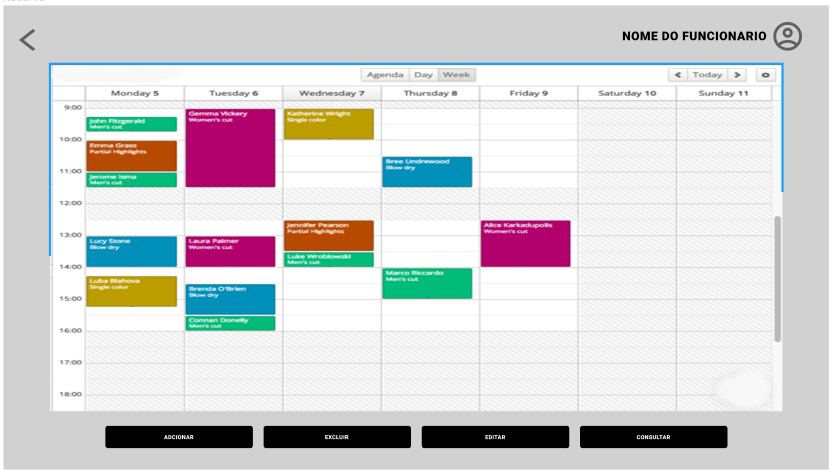 NOME DO FUNCIONARIO
Agenda Day Week
Today
Monday 5 Tuesday 6 Wednesday 7 Thursday 8 Friday 9 Saturday 10 Sunday 11
9:00
John Fitzgerald
Men's cut
Gemma Vickery
Women's cut
Katherine Wright
Single color
10:00
Emma Grass
Partial Highlights
Bree Undrewood
Blow dry
11:00
Jerome Isma
Men's cut
12:00
Jennifer Pearson
Partial Highlights
Alice Karkadupolis
Women's cut
13:00
Lucy Stone
Blow dry
Laura Palmer
Women's cut
Luke Wroblowski
Men's cut
14:00
Marco Riccardo
Men's cut
Luba Blahova
Single color
Brenda O'Brien
Blow dry
15:00
Connan Donelly
Men's cut
16:00
17:00
18:00
ADCIONAR EXCLUIR EDITAR CONSULTAR